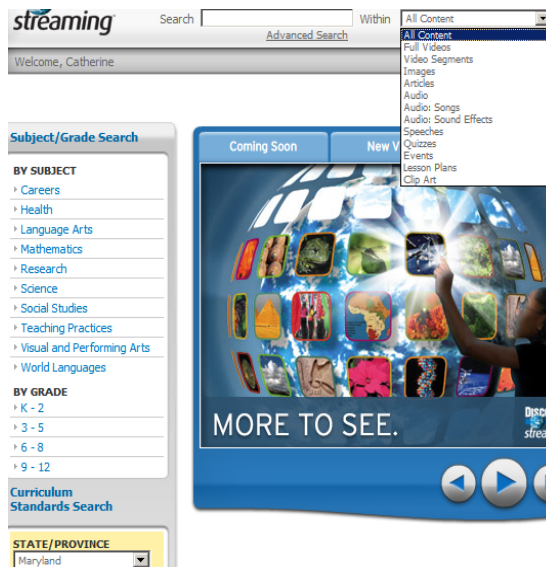 streaming
Search
Within
All Content
Advanced Search
All Content
Full Videos
Video Segments
Images
Articles
Audio
Audio: Songs
Audio: Sound Effects
Speeches
Quizzes
Events
Lesson Plans
Clip Art
Welcome, Catherine
Subject/Grade Search
BY SUBJECT
Careers
Health
Language Arts
Mathematics
Research
Science
Social Studies
Teaching Practices
Visual and Performing Arts
World Languages
BY GRADE
K - 2
3 - 5
6 - 8
9 - 12
Curriculum
Standards Search
STATE/PROVINCE
Maryland
Coming Soon
New V
MORE TO SEE.